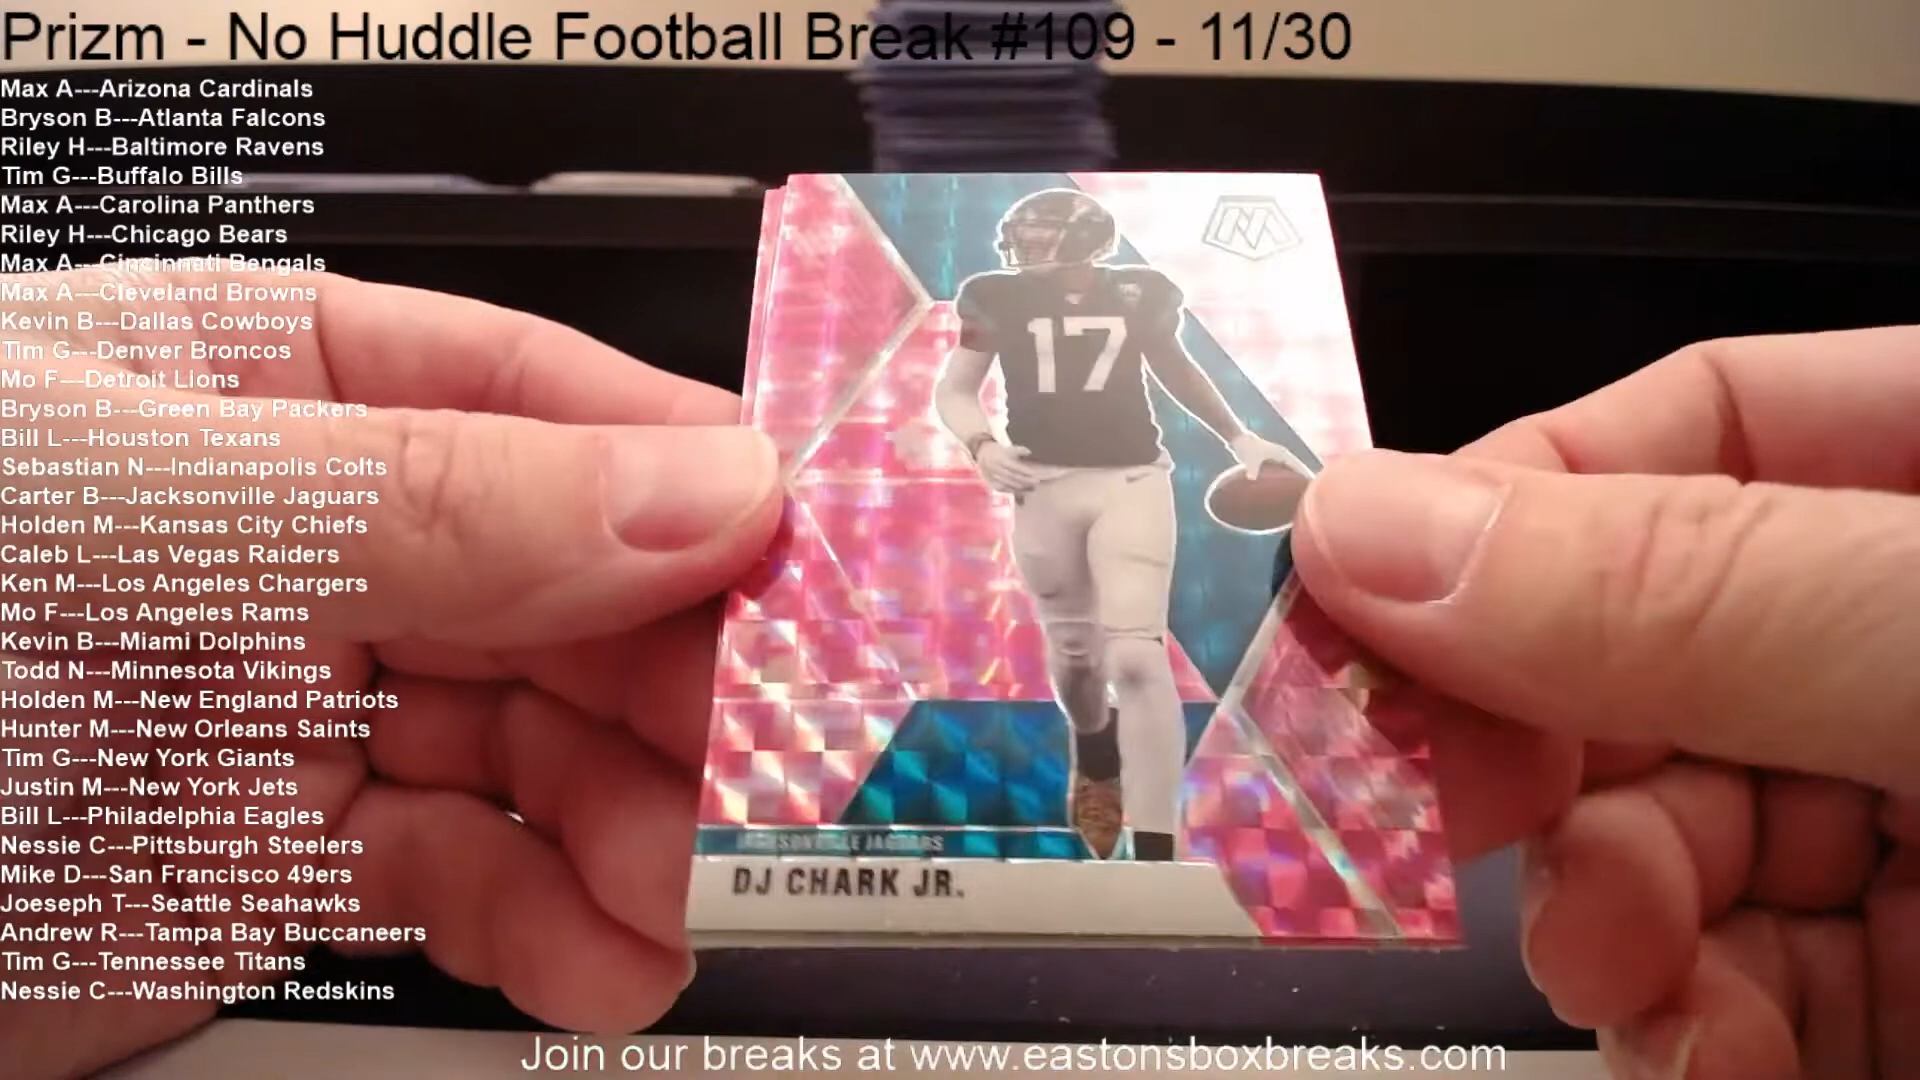 Prizm - No Huddle Football Break #109 - 11/30
Max A---Arizona Cardinals
Bryson B---Atlanta Falcons
Riley H---Baltimore Ravens
Tim G---Buffalo Bills
Max A---Carolina Panthers
Riley H---Chicago Bears
Max A---Cincinnati Bengals
Max A---Cleveland Browns
Kevin B---Dallas Cowboys
Tim G---Denver Broncos
Mo F---Detroit Lions
Bryson B---Green Bay Packers
Bill L---Houston Texans
Sebastian N---Indianapolis Colts
Carter B---Jacksonville Jaguars
Holden M---Kansas City Chiefs
Caleb L---Las Vegas Raiders
Ken M---Los Angeles Chargers
Mo F---Los Angeles Rams
Kevin B---Miami Dolphins
Todd N---Minnesota Vikings
Holden M---New England Patriots
Hunter M---New Orleans Saints
Tim G---New York Giants
Justin M---New York Jets
Bill L---Philadelphia Eagles
Nessie C---Pittsburgh Steelers
Mike D---San Francisco 49ers
Joeseph T---Seattle Seahawks
Andrew R---Tampa Bay Buccaneers
Tim G---Tennessee Titans
Nessie C---Washington Redskins
M
17
JACKSONVILLE JAGUARS
DJ CHARK JR.
Join our breaks at www.eastonsboxbreaks.com